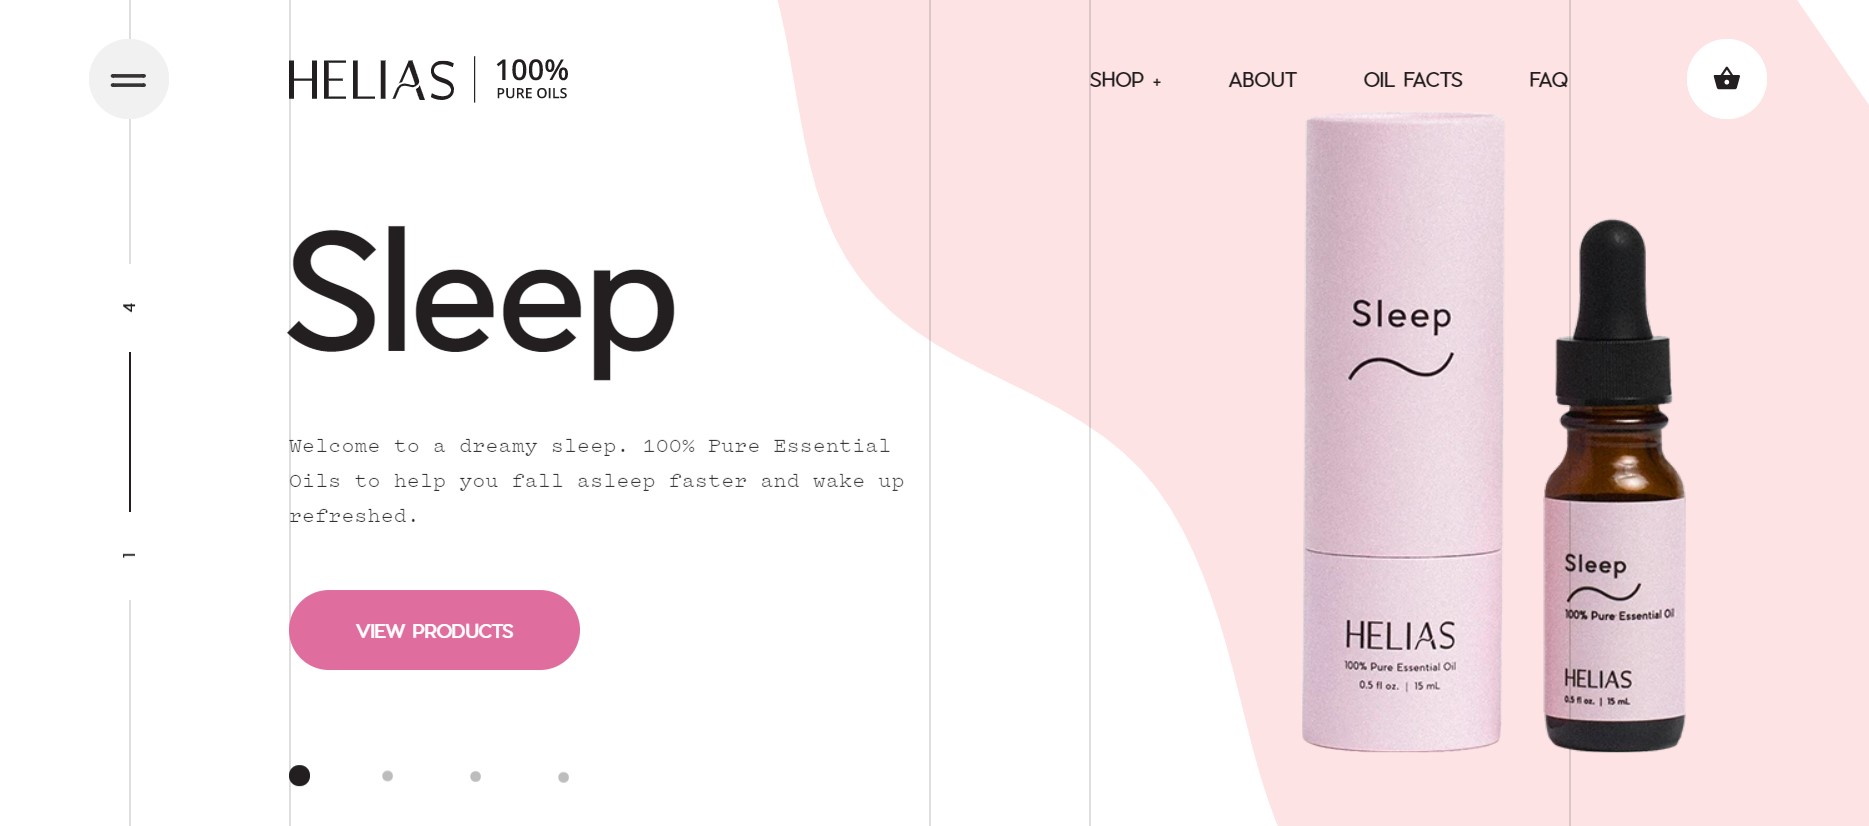 HELIAS
100%
PURE OILS
SHOP +
ABOUT
OIL FACTS
FAQ
Sleep
Welcome to a dreamy sleep. 100% Pure Essential
Oils to help you fall asleep faster and wake up
refreshed.
VIEW PRODUCTS
4
1
Sleep
HELIAS
100% Pure Essential Oil
0.5 fl oz. | 15 mL
Sleep
100% Pure Essential Oil
HELIAS
0.5 fl oz. | 15 mL